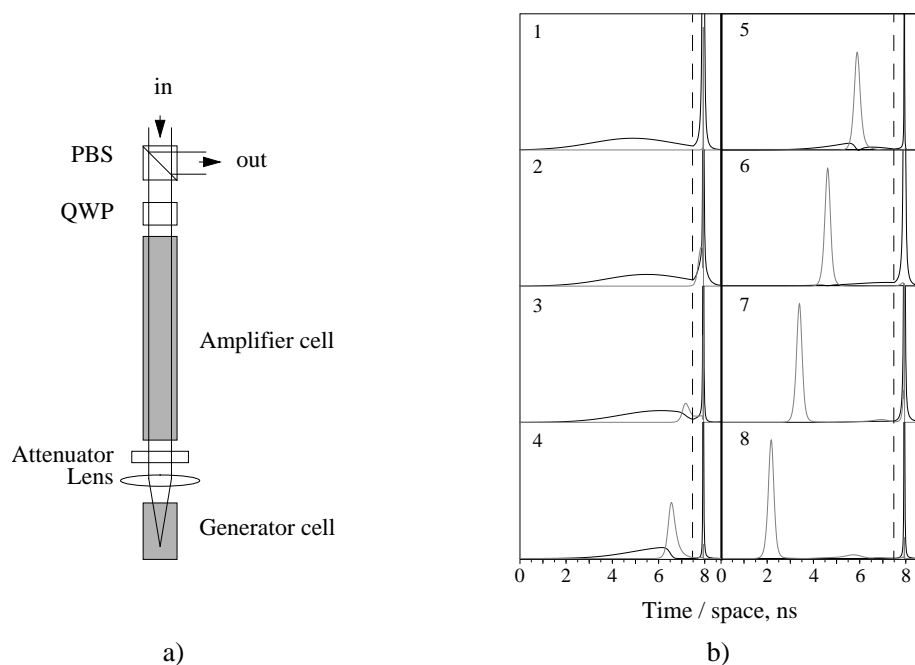 in
PBS
out
QWP
Amplifier cell
Attenuator
Lens
Generator cell
a)
1
2
3
4
5
6
7
8
0 2 4 6 8 0 2 4 6 8
Time / space, ns
b)